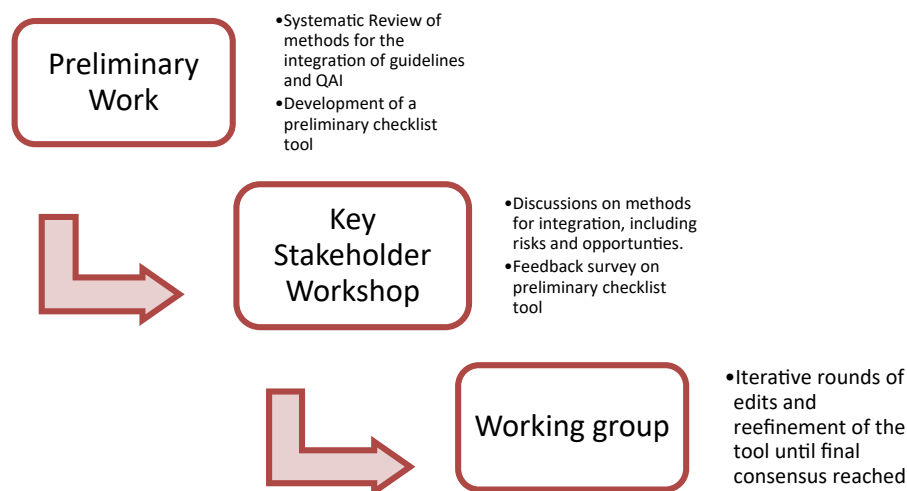 Preliminary
Work
•Systematic Review of
methods for the
integration of guidelines
and QAI
•Development of a
preliminary checklist
tool
Key
Stakeholder
Workshop
•Discussions on methods
for integration, including
risks and opportunties.
•Feedback survey on
preliminary checklist
tool
Working group
•Iterative rounds of
edits and
reefinement of the
tool until final
consensus reached